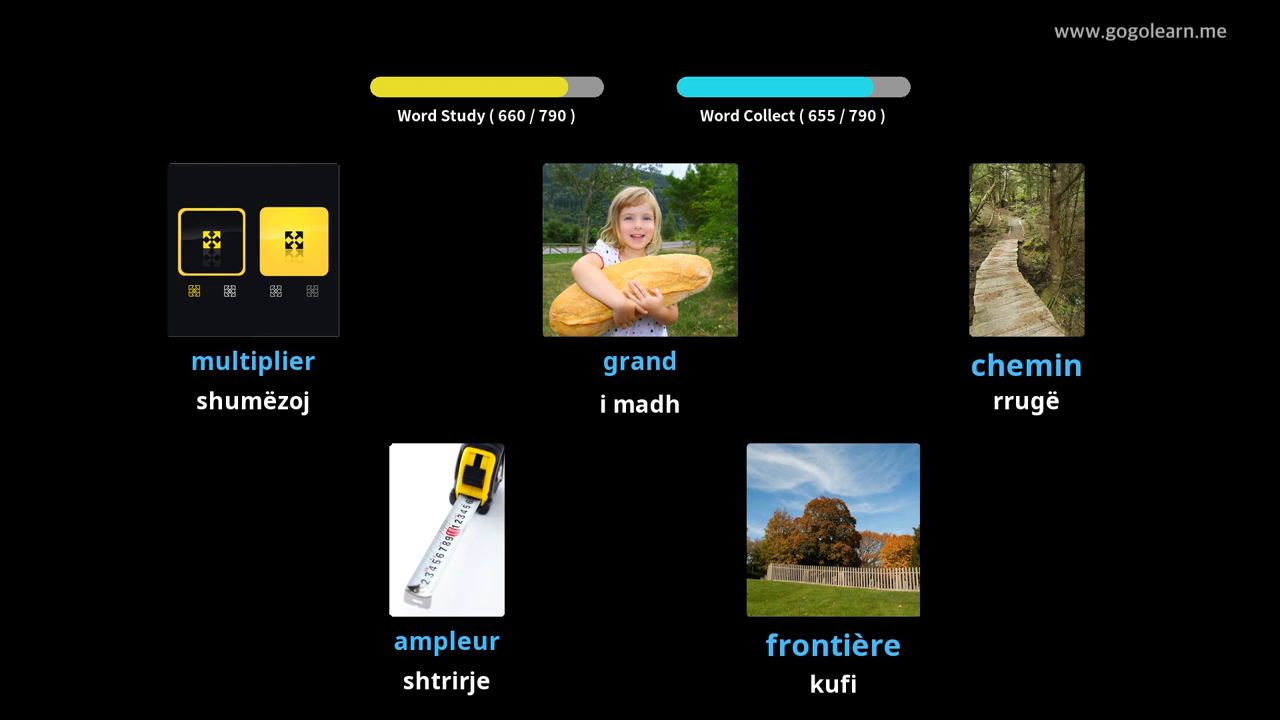 www.gogolearn.me
Word Study ( 660 / 790 )
Word Collect ( 655 / 790 )
multiplier
shumëzoj
grand
i madh
chemin
rrugë
ampleur
shtrirje
frontière
kufi